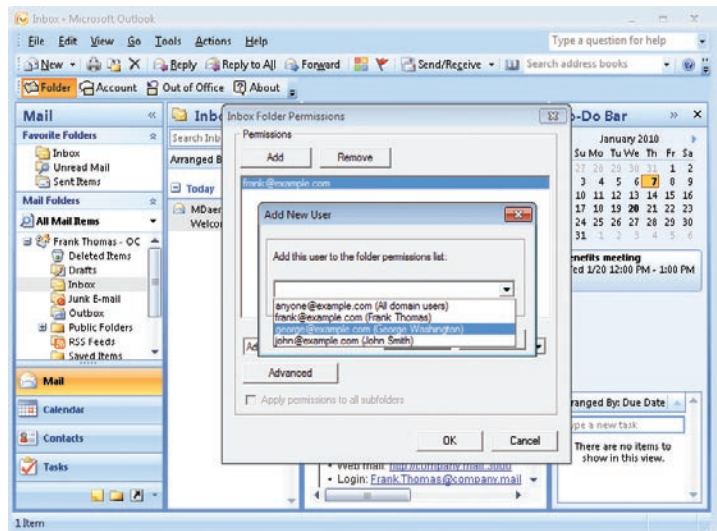 Inbox - Microsoft Outlook
File Edit View Go Tools Actions Help
Type a question for help
New Reply Reply to All Forward Send/Receive Search address books
Folder Account Out of Office About
Mail
Favorite Folders
Inbox
Unread Mail
Sent Items
Mail Folders
All Mail Items
Frank Thomas - OC
Deleted Items
Drafts
Inbox
Junk E-mail
Outbox
Public Folders
RSS Feeds
Saved Items
Mail
Calendar
Contacts
Tasks
1 Item
Inb
Search Inb
Arranged B
Today
MDaer
Welco
Inbox Folder Permissions
Permissions
Add Remove
frank@example.com
Add New User
Add this user to the folder permissions list:
anyone@example.com (All domain users)
frank@example.com (Frank Thomas)
george@example.com (George Washington)
john@example.com (John Smith)
Ad
Advanced
Apply permissions to all subfolders
OK Cancel
• Web mail: http://company.mail:3000
• Login: Frank.Thomas@company.mail
o-Do Bar
January 2010
Su Mo Tu We Th Fr Sa
27 28 29 30 31 1 2
3 4 5 6 7 8 9
10 11 12 13 14 15 16
17 18 19 20 21 22 23
24 25 26 27 28 29 30
31 1 2 3 4 5 6
enefits meeting
ed 1/20 12:00 PM - 1:00 PM
ranged By: Due Date
ype a new task
There are no items to
show in this view.